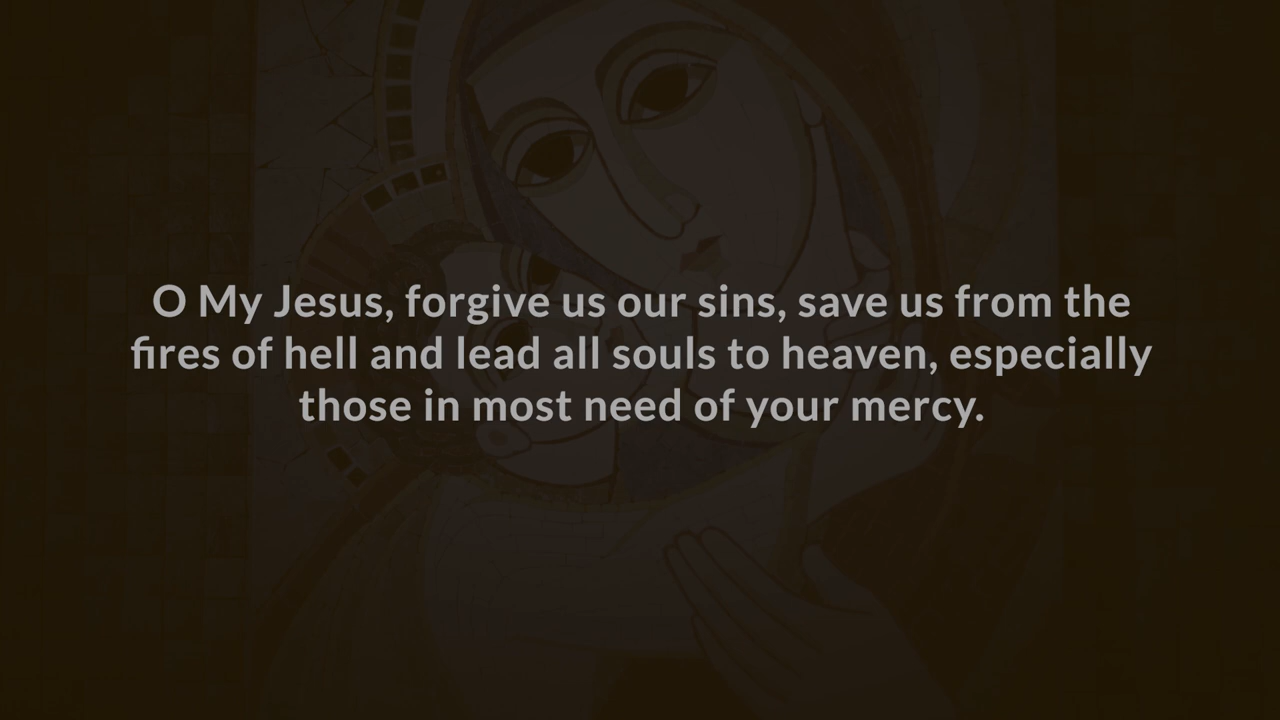 O My Jesus, forgive us our sins, save us from the
fires of hell and lead all souls to heaven, especially
those in most need of your mercy.